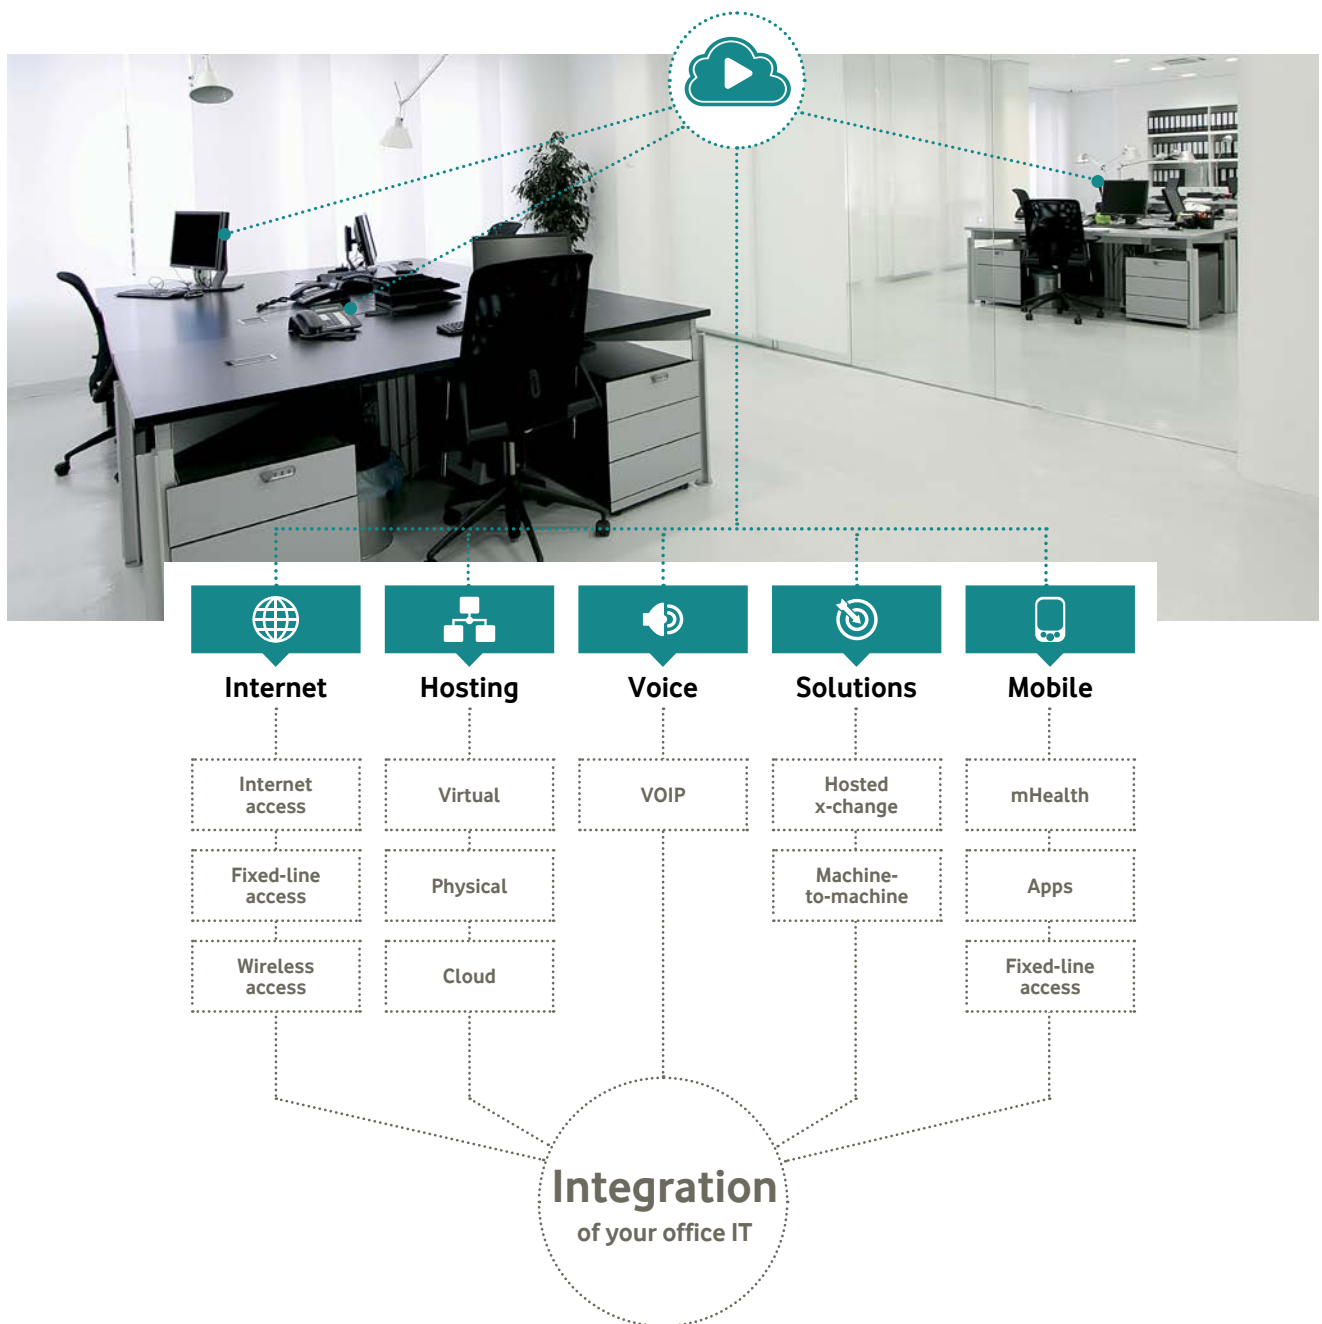 Internet
Hosting
Voice
Solutions
Mobile
Internet
access
Virtual
VOIP
Hosted
x-change
mHealth
Fixed-line
access
Physical
Machine-
to-machine
Apps
Wireless
access
Cloud
Fixed-line
access
Integration
of your office IT